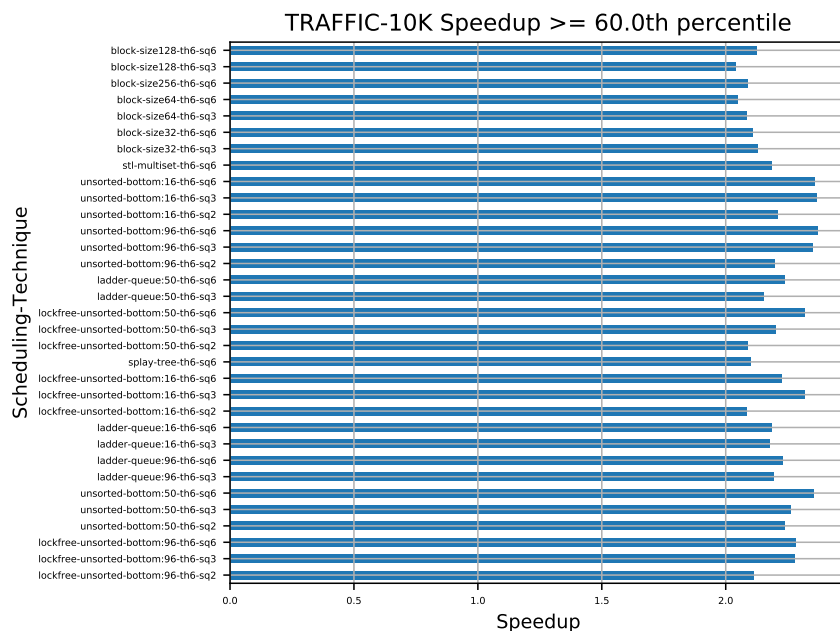 TRAFFIC-10K Speedup >= 60.0th percentile
Scheduling-Technique
block-size128-th6-sq6
block-size128-th6-sq3
block-size256-th6-sq6
block-size64-th6-sq6
block-size64-th6-sq3
block-size32-th6-sq6
block-size32-th6-sq3
stl-multiset-th6-sq6
unsorted-bottom:16-th6-sq6
unsorted-bottom:16-th6-sq3
unsorted-bottom:16-th6-sq2
unsorted-bottom:96-th6-sq6
unsorted-bottom:96-th6-sq3
unsorted-bottom:96-th6-sq2
ladder-queue:50-th6-sq6
ladder-queue:50-th6-sq3
lockfree-unsorted-bottom:50-th6-sq6
lockfree-unsorted-bottom:50-th6-sq3
lockfree-unsorted-bottom:50-th6-sq2
splay-tree-th6-sq6
lockfree-unsorted-bottom:16-th6-sq6
lockfree-unsorted-bottom:16-th6-sq3
lockfree-unsorted-bottom:16-th6-sq2
ladder-queue:16-th6-sq6
ladder-queue:16-th6-sq3
ladder-queue:96-th6-sq6
ladder-queue:96-th6-sq3
unsorted-bottom:50-th6-sq6
unsorted-bottom:50-th6-sq3
unsorted-bottom:50-th6-sq2
lockfree-unsorted-bottom:96-th6-sq6
lockfree-unsorted-bottom:96-th6-sq3
lockfree-unsorted-bottom:96-th6-sq2
0.0 0.5 1.0 1.5 2.0
Speedup